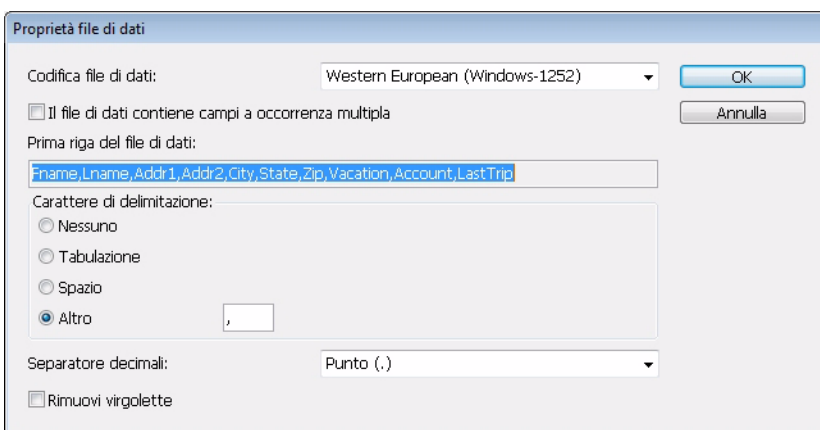 Proprietà file di dati
Codifica file di dati: Western European (Windows-1252) OK
Il file di dati contiene campi a occorrenza multipla Annulla
Prima riga del file di dati:
Fname,Lname,Addr1,Addr2,City,State,Zip,Vacation,Account,LastTrip
Carattere di delimitazione:
Nessuno
Tabulazione
Spazio
Altro ,
Separatore decimali: Punto (.)
Rimuovi virgolette